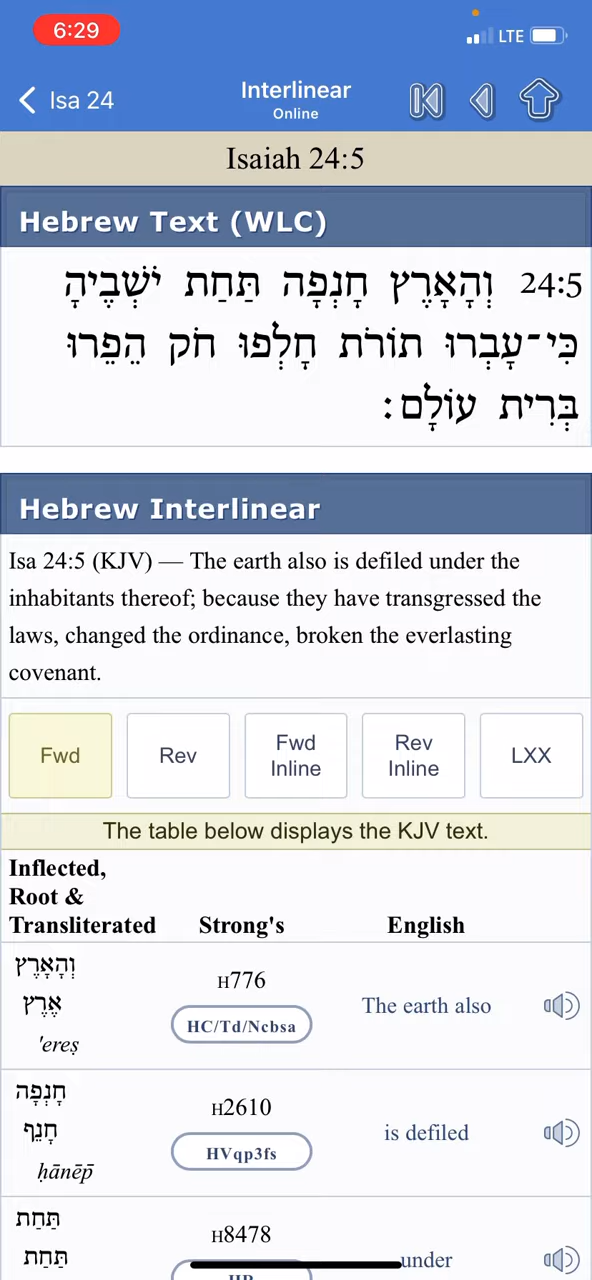 6:29
LTE
Isa 24
Interlinear
Online
Isaiah 24:5
Hebrew Text (WLC)
24:5 וְהָאָרֶץ חָנְפָה תַּחַת יֹשְׁבֶיהָ
כִּי־עָבְרוּ תוֹרֹת חָלְפוּ חֹק הֵפֵרוּ
בְּרִית עוֹלָם׃
Hebrew Interlinear
Isa 24:5 (KJV) — The earth also is defiled under the
inhabitants thereof; because they have transgressed the
laws, changed the ordinance, broken the everlasting
covenant.
Fwd
Rev
Fwd
Inline
Rev
Inline
LXX
The table below displays the KJV text.
Inflected,
Root &
Transliterated
Strong's
English
וְהָאָרֶץ
אֶרֶץ
'ereṣ
H776
HC/Td/Ncbsa
The earth also
חָנְפָה
חָנֵף
ḥānēp̄
H2610
HVqp3fs
is defiled
תַּחַת
תַּחַת
H8478
under